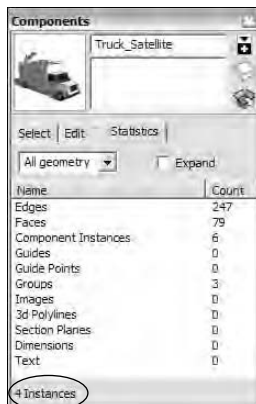 Components
Truck_Satellite
Select Edit Statistics
All geometry Expand
Name Count
Edges 247
Faces 79
Component Instances 6
Guides 0
Guide Points 0
Groups 3
Images 0
3d Polylines 0
Section Planes 0
Dimensions 0
Text 0
4 Instances